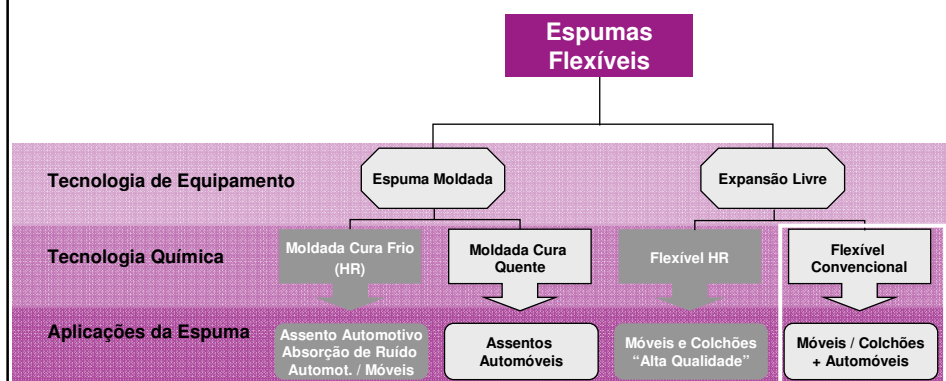 Espumas
Flexíveis
Tecnologia de Equipamento
Espuma Moldada
Expansão Livre
Tecnologia Química
Moldada Cura Frio
(HR)
Moldada Cura
Quente
Flexível HR
Flexível
Convencional
Aplicações da Espuma
Assento Automotivo
Absorção de Ruído
Automot. / Móveis
Assentos
Automóveis
Móveis e Colchões
“Alta Qualidade”
Móveis / Colchões
+ Automóveis